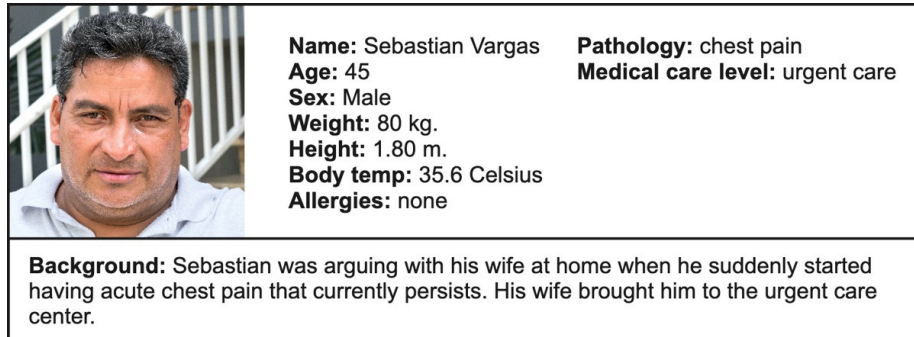 Name: Sebastian Vargas
Age: 45
Sex: Male
Weight: 80 kg.
Height: 1.80 m.
Body temp: 35.6 Celsius
Allergies: none
Pathology: chest pain
Medical care level: urgent care
Background: Sebastian was arguing with his wife at home when he suddenly started
having acute chest pain that currently persists. His wife brought him to the urgent care
center.